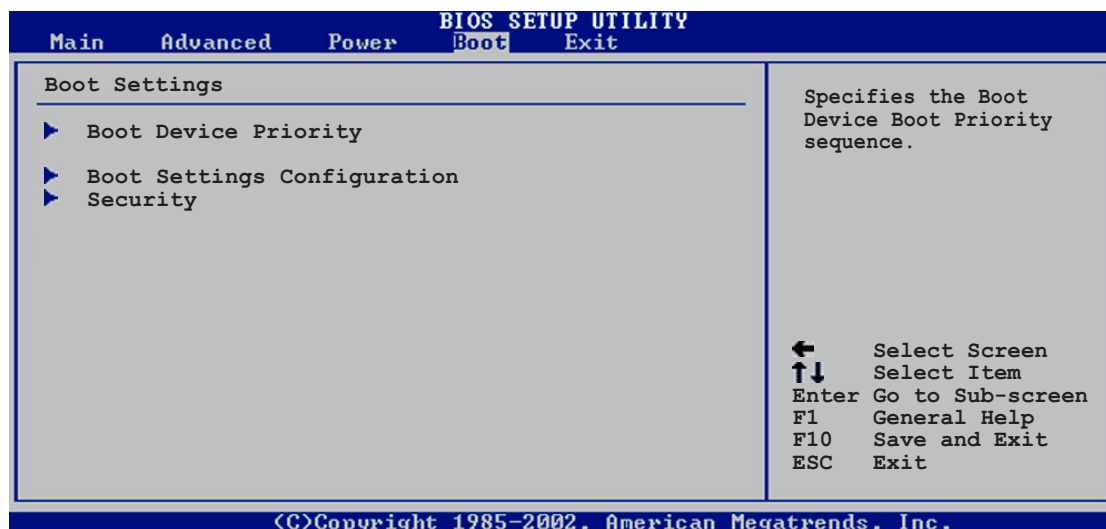 BIOS SETUP UTILITY
Main Advanced Power Boot Exit
Boot Settings
Boot Device Priority
Boot Settings Configuration
Security
Specifies the Boot
Device Boot Priority
sequence.
Select Screen
Select Item
Enter Go to Sub-screen
F1 General Help
F10 Save and Exit
ESC Exit
(C)Copyright 1985-2002, American Megatrends, Inc.